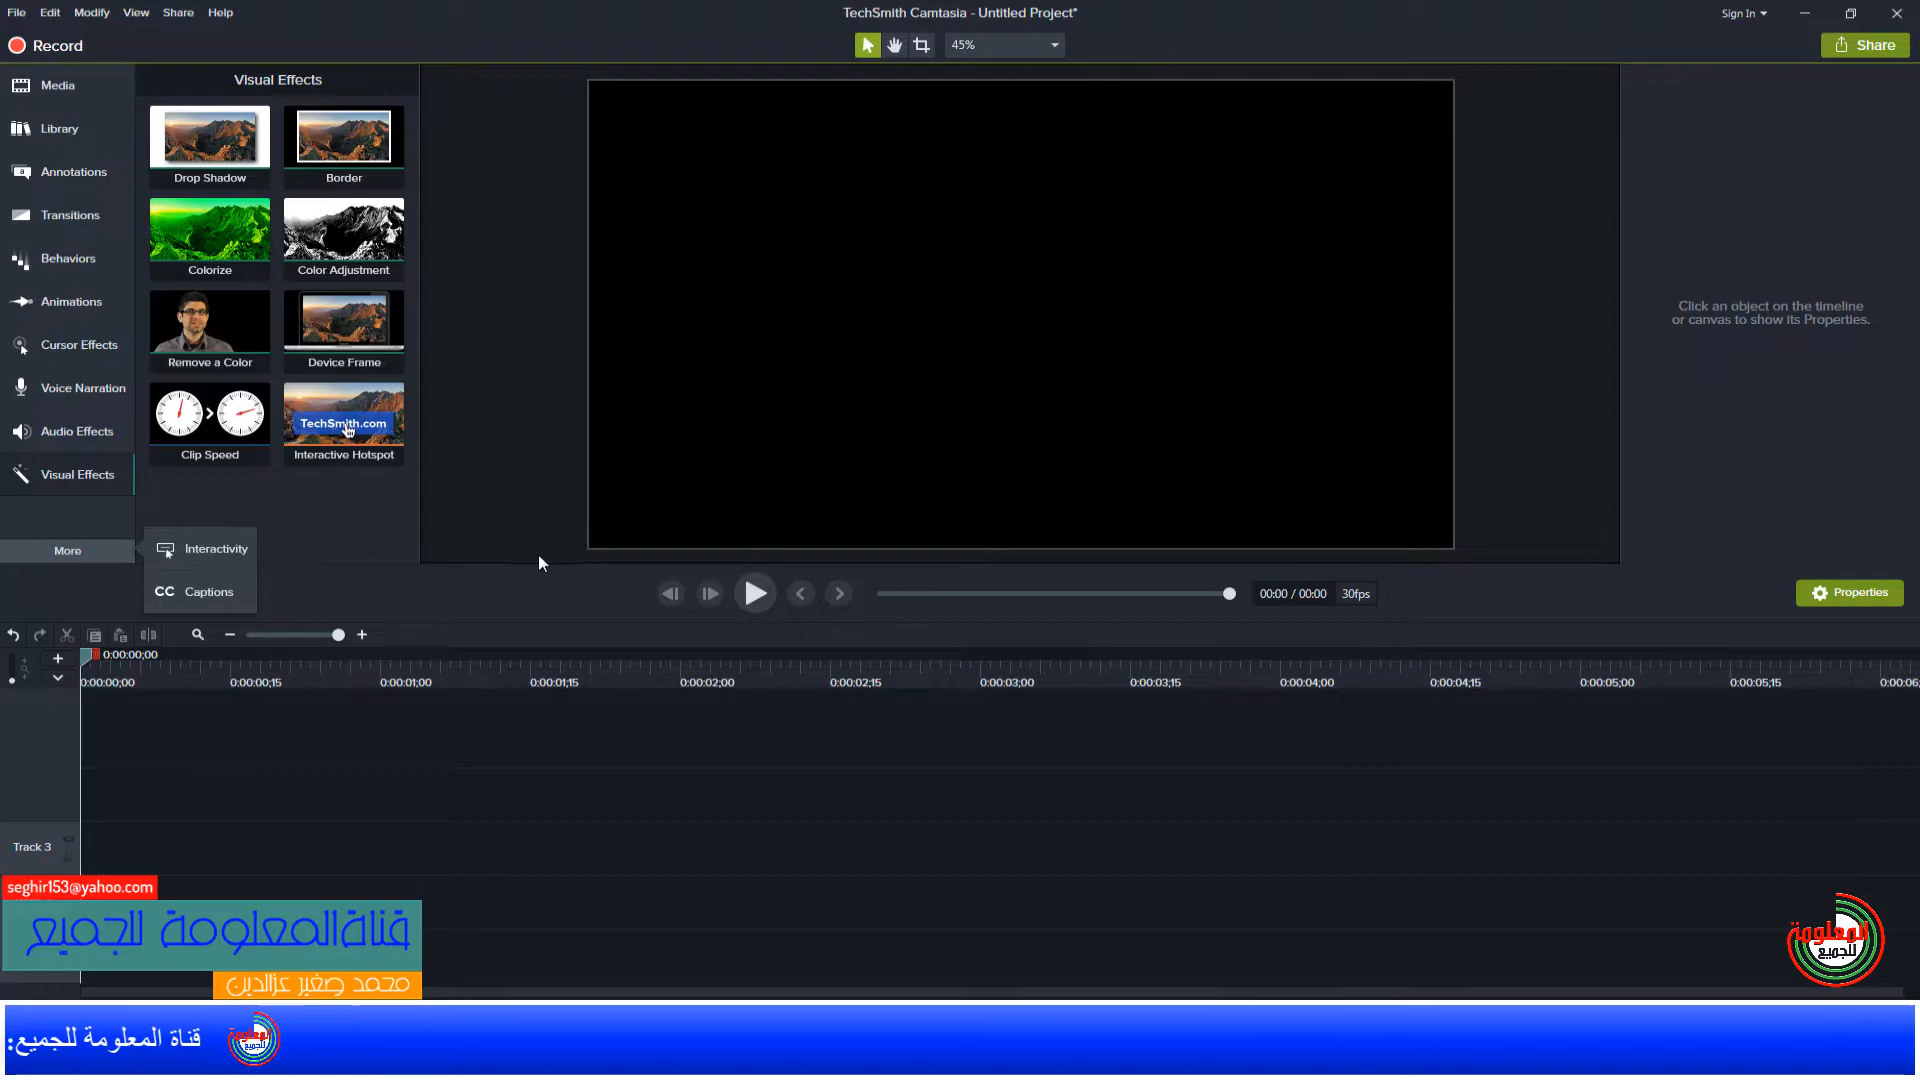 File Edit Modify View Share Help
TechSmith Camtasia - Untitled Project*
Sign In
Record
45%
Share
Media
Library
Annotations
Transitions
Behaviors
Animations
Cursor Effects
Voice Narration
Audio Effects
Visual Effects
More
Visual Effects
Drop Shadow
Border
Colorize
Color Adjustment
Remove a Color
Device Frame
Clip Speed
TechSmith.com
Interactive Hotspot
Interactivity
CC Captions
Click an object on the timeline
or canvas to show its Properties.
00:00 / 00:00 30fps
Properties
0:00:00;00
0:00:00;00 0:00:00;15 0:00:01;00 0:00:01;15 0:00:02;00 0:00:02;15 0:00:03;00 0:00:03;15 0:00:04;00 0:00:04;15 0:00:05;00 0:00:05;15 0:00:06;
Track 3
seghir153@yahoo.com
قناةالمعلومة للجميع
محمد صغير عزالدين
المعلومة
للجميع
قناة المعلومة للجميع:
المعلومة
للجميع